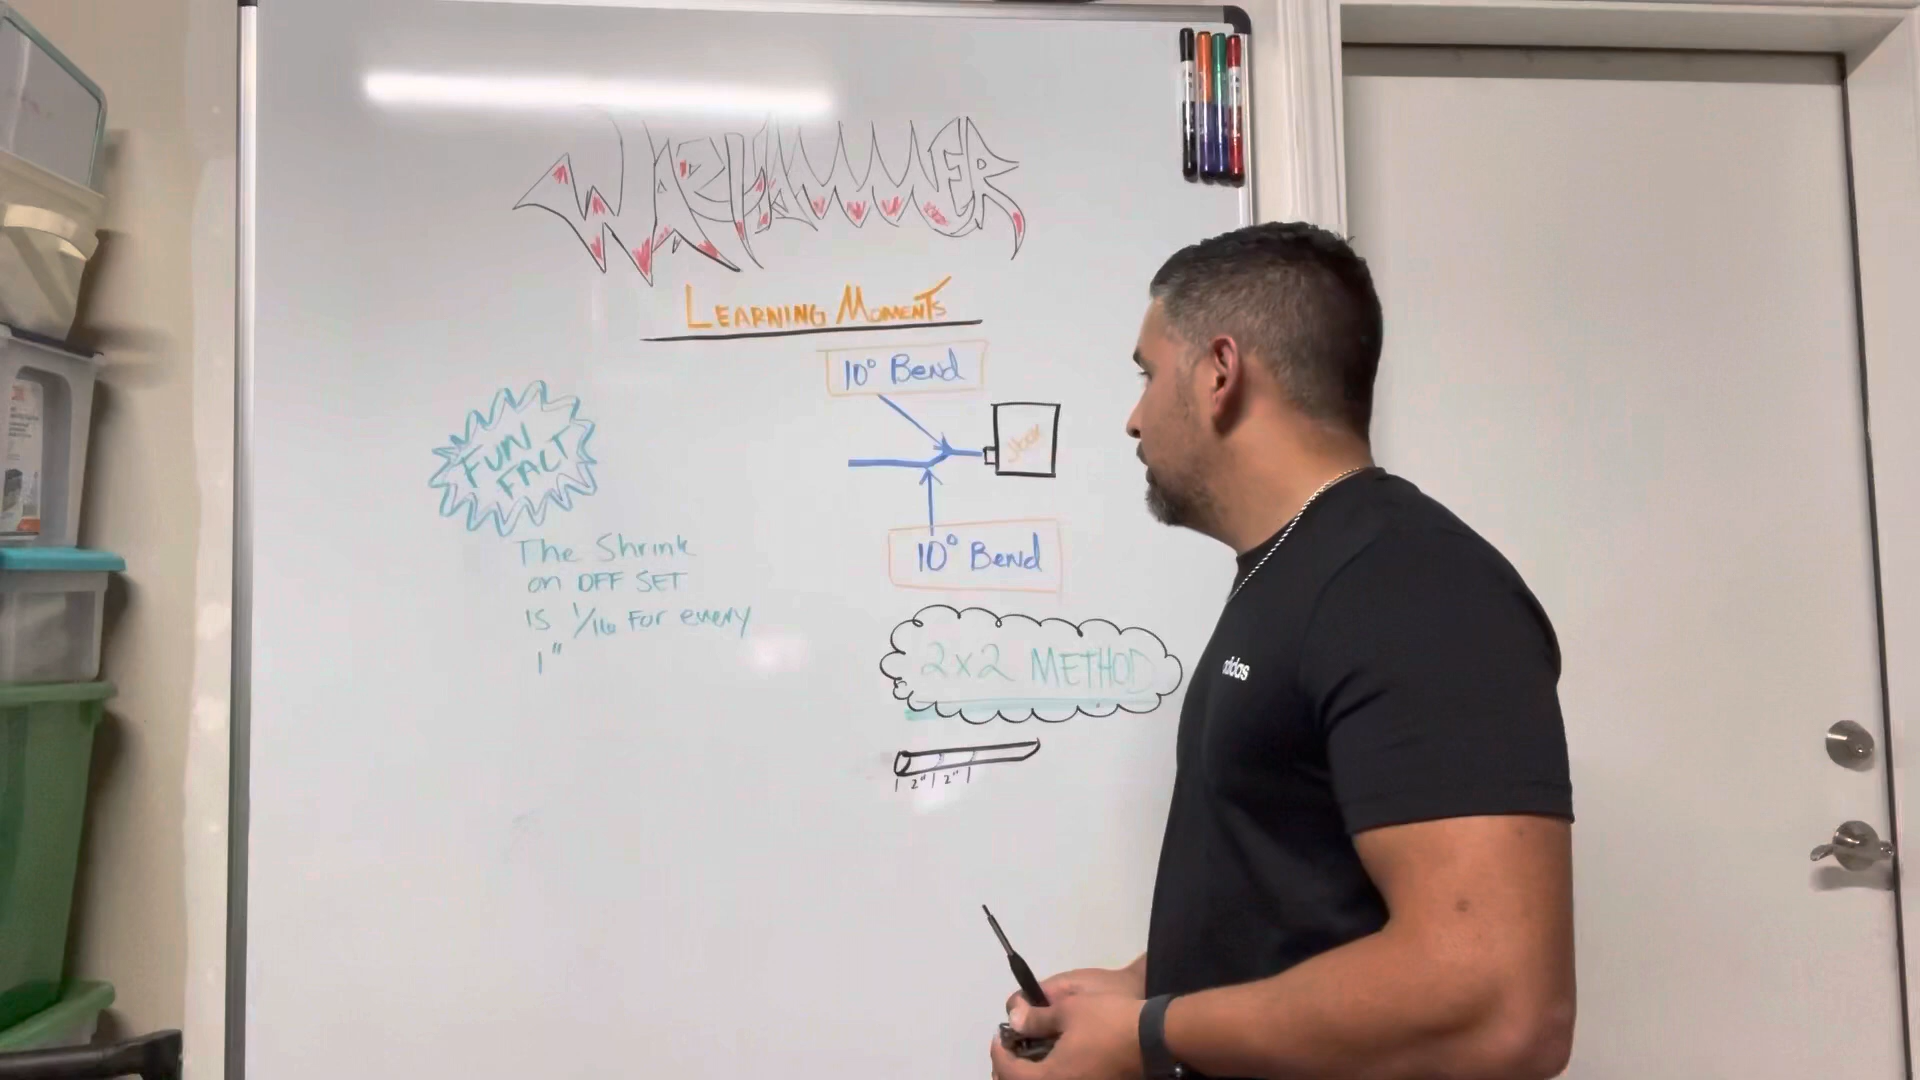 WARHAMMER
LEARNING MOMENTS
10° Bend
Jbox
10° Bend
FUN
FACT
The Shrink
on OFF SET
IS 1/16 FOR every
1"
2x2 METHOD
2" 2"
adidas